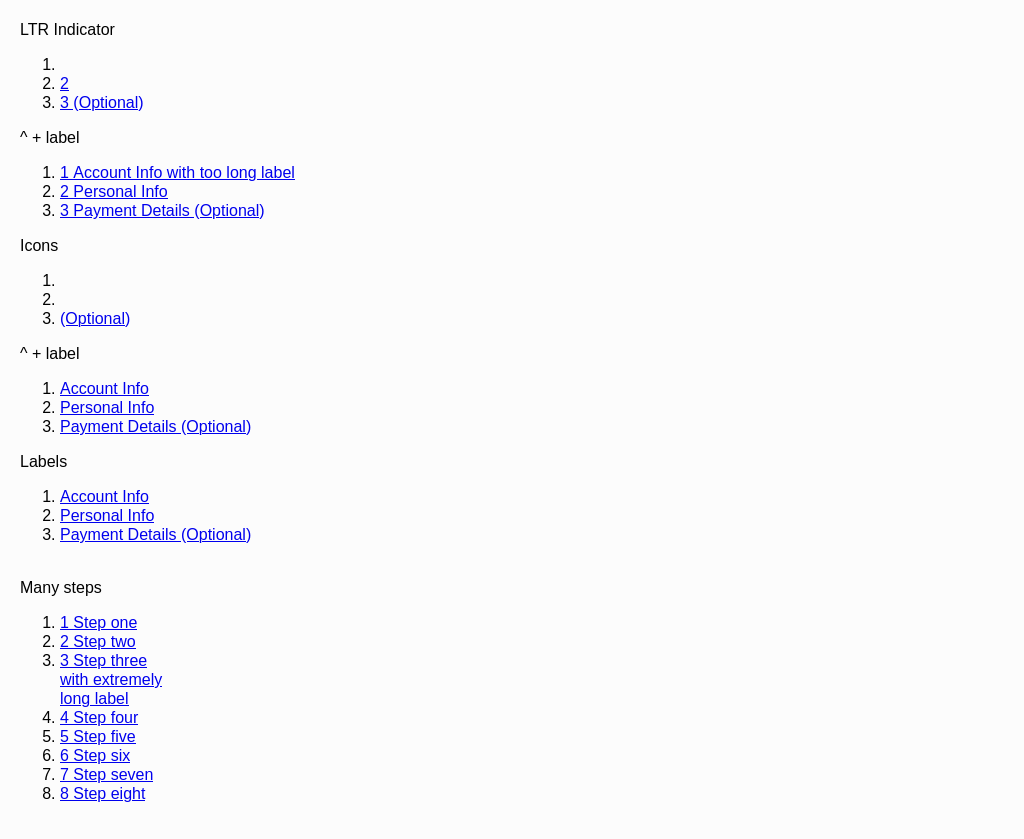 LTR Indicator
1.
2. 2
3. 3 (Optional)
^ + label
1. 1 Account Info with too long label
2. 2 Personal Info
3. 3 Payment Details (Optional)
Icons
1.
2.
3. (Optional)
^ + label
1. Account Info
2. Personal Info
3. Payment Details (Optional)
Labels
1. Account Info
2. Personal Info
3. Payment Details (Optional)
Many steps
1. 1 Step one
2. 2 Step two
3. 3 Step three
with extremely
long label
4. 4 Step four
5. 5 Step five
6. 6 Step six
7. 7 Step seven
8. 8 Step eight